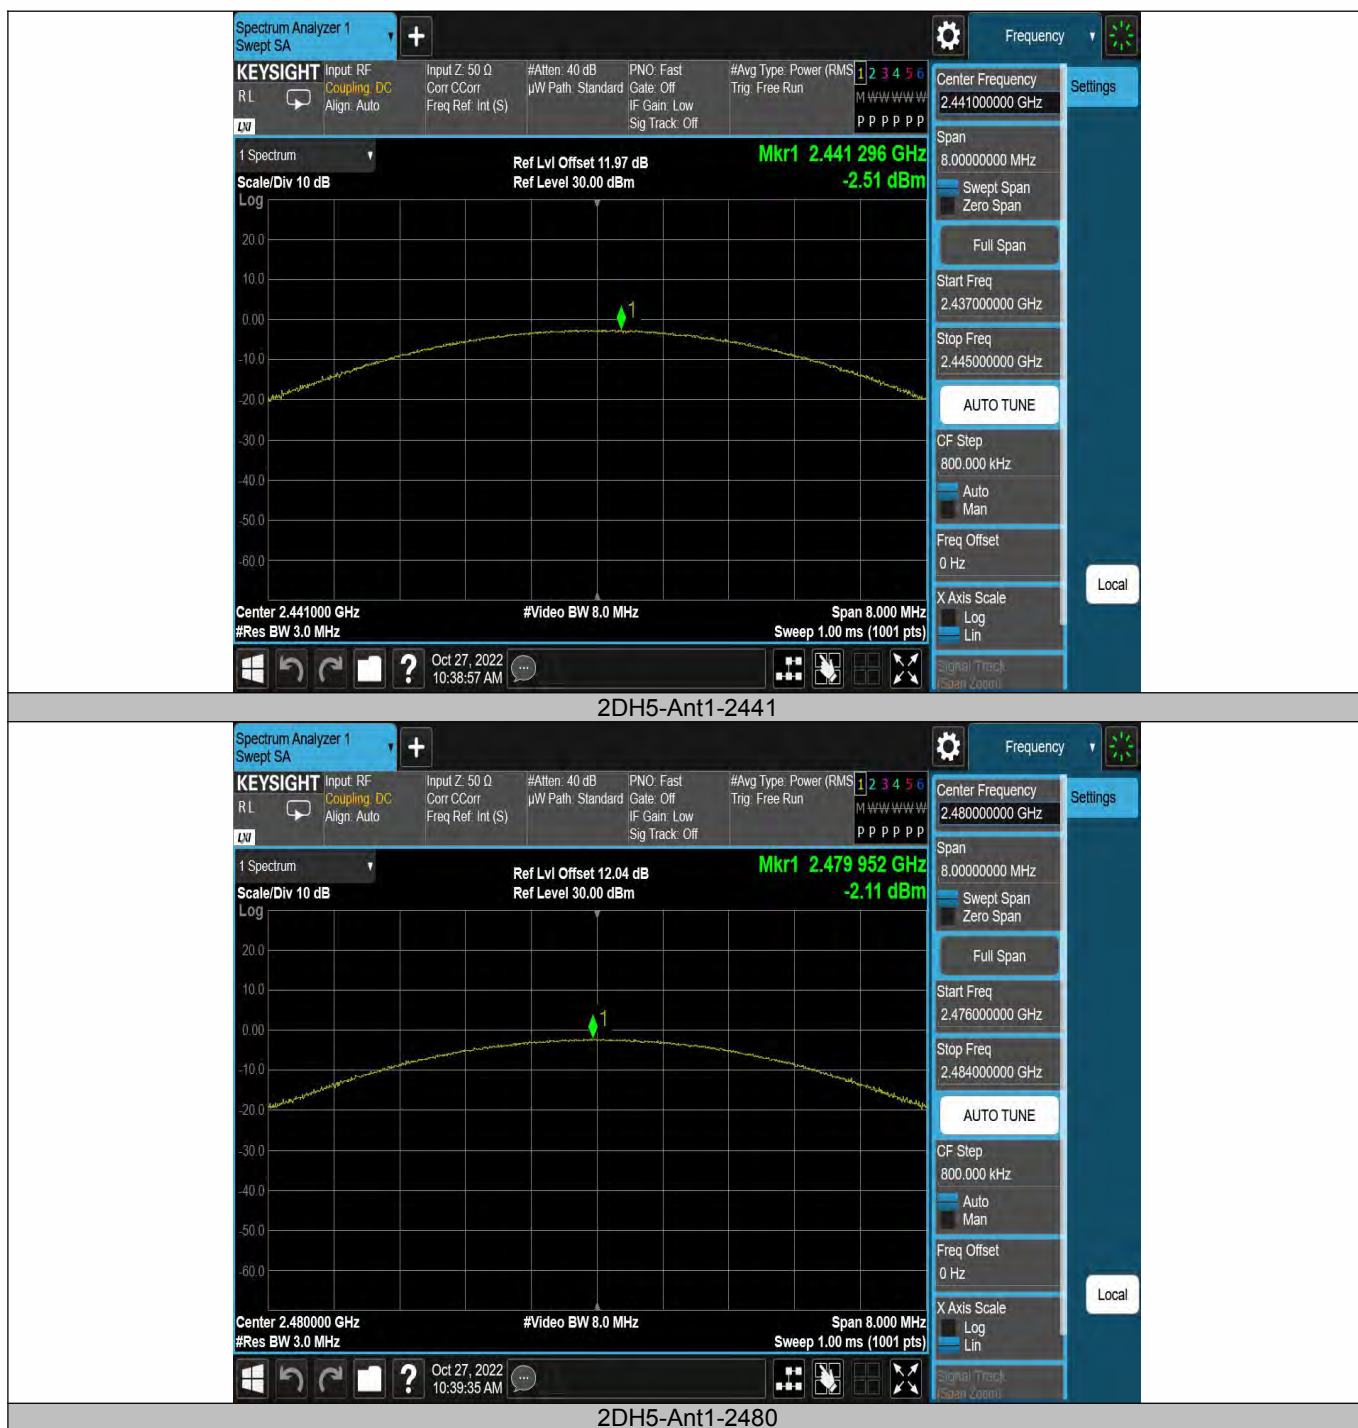 Spectrum Analyzer 1
Swept SA
Frequency
KEYSIGHT
R L
LXI
Input: RF
Coupling: DC
Align: Auto
Input Z: 50 Ω
Corr CCorr
Freq Ref: Int (S)
#Atten: 40 dB
µW Path: Standard
PNO: Fast
Gate: Off
IF Gain: Low
Sig Track: Off
#Avg Type: Power (RMS
Trig: Free Run
1 2 3 4 5 6
M W W W W W
P P P P P P
Center Frequency
2.441000000 GHz
Settings
Span
8.00000000 MHz
Swept Span
Zero Span
Full Span
Start Freq
2.437000000 GHz
Stop Freq
2.445000000 GHz
AUTO TUNE
CF Step
800.000 kHz
Auto
Man
Freq Offset
0 Hz
X Axis Scale
Log
Lin
Signal Track
(Span Zoom)
Local
1 Spectrum
Scale/Div 10 dB
Log
Ref Lvl Offset 11.97 dB
Ref Level 30.00 dBm
Mkr1 2.441 296 GHz
-2.51 dBm
20.0
10.0
0.00
-10.0
-20.0
-30.0
-40.0
-50.0
-60.0
1
Center 2.441000 GHz
#Res BW 3.0 MHz
#Video BW 8.0 MHz
Span 8.000 MHz
Sweep 1.00 ms (1001 pts)
?
Oct 27, 2022
10:38:57 AM
2DH5-Ant1-2441
Spectrum Analyzer 1
Swept SA
Frequency
KEYSIGHT
R L
LXI
Input: RF
Coupling: DC
Align: Auto
Input Z: 50 Ω
Corr CCorr
Freq Ref: Int (S)
#Atten: 40 dB
µW Path: Standard
PNO: Fast
Gate: Off
IF Gain: Low
Sig Track: Off
#Avg Type: Power (RMS
Trig: Free Run
1 2 3 4 5 6
M W W W W W
P P P P P P
Center Frequency
2.480000000 GHz
Settings
Span
8.00000000 MHz
Swept Span
Zero Span
Full Span
Start Freq
2.476000000 GHz
Stop Freq
2.484000000 GHz
AUTO TUNE
CF Step
800.000 kHz
Auto
Man
Freq Offset
0 Hz
X Axis Scale
Log
Lin
Signal Track
(Span Zoom)
Local
1 Spectrum
Scale/Div 10 dB
Log
Ref Lvl Offset 12.04 dB
Ref Level 30.00 dBm
Mkr1 2.479 952 GHz
-2.11 dBm
20.0
10.0
0.00
-10.0
-20.0
-30.0
-40.0
-50.0
-60.0
1
Center 2.480000 GHz
#Res BW 3.0 MHz
#Video BW 8.0 MHz
Span 8.000 MHz
Sweep 1.00 ms (1001 pts)
?
Oct 27, 2022
10:39:35 AM
2DH5-Ant1-2480